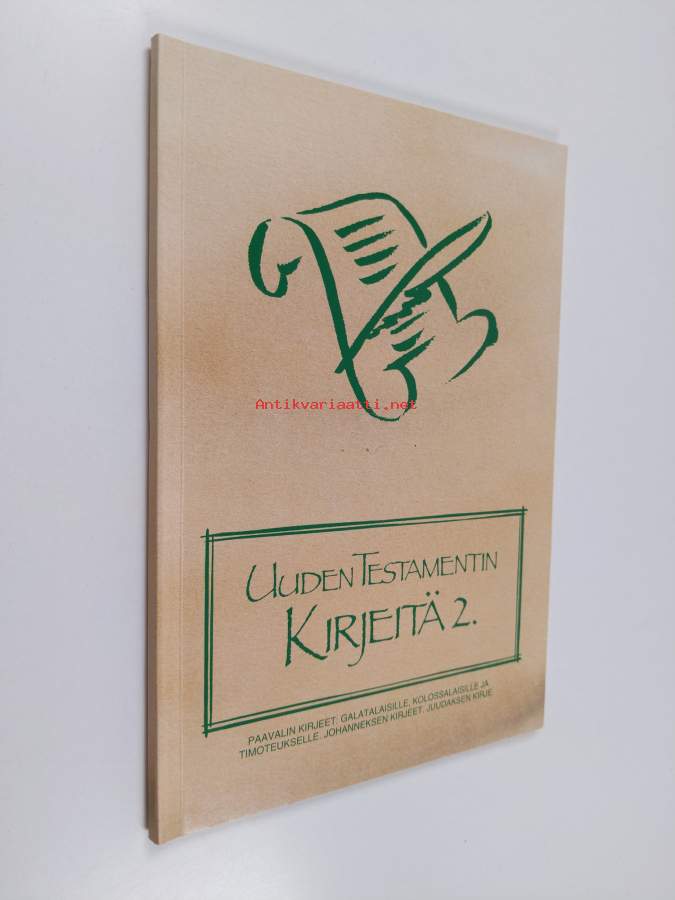 Antikvariaatti.net
UUDEN TESTAMENTIN
KIRJEITÄ 2.
PAAVALIN KIRJEET: GALATALAISILLE, KOLOSSALAISILLE JA
TIMOTEUKSELLE. JOHANNEKSEN KIRJEET. JUUDAKSEN KIRJE